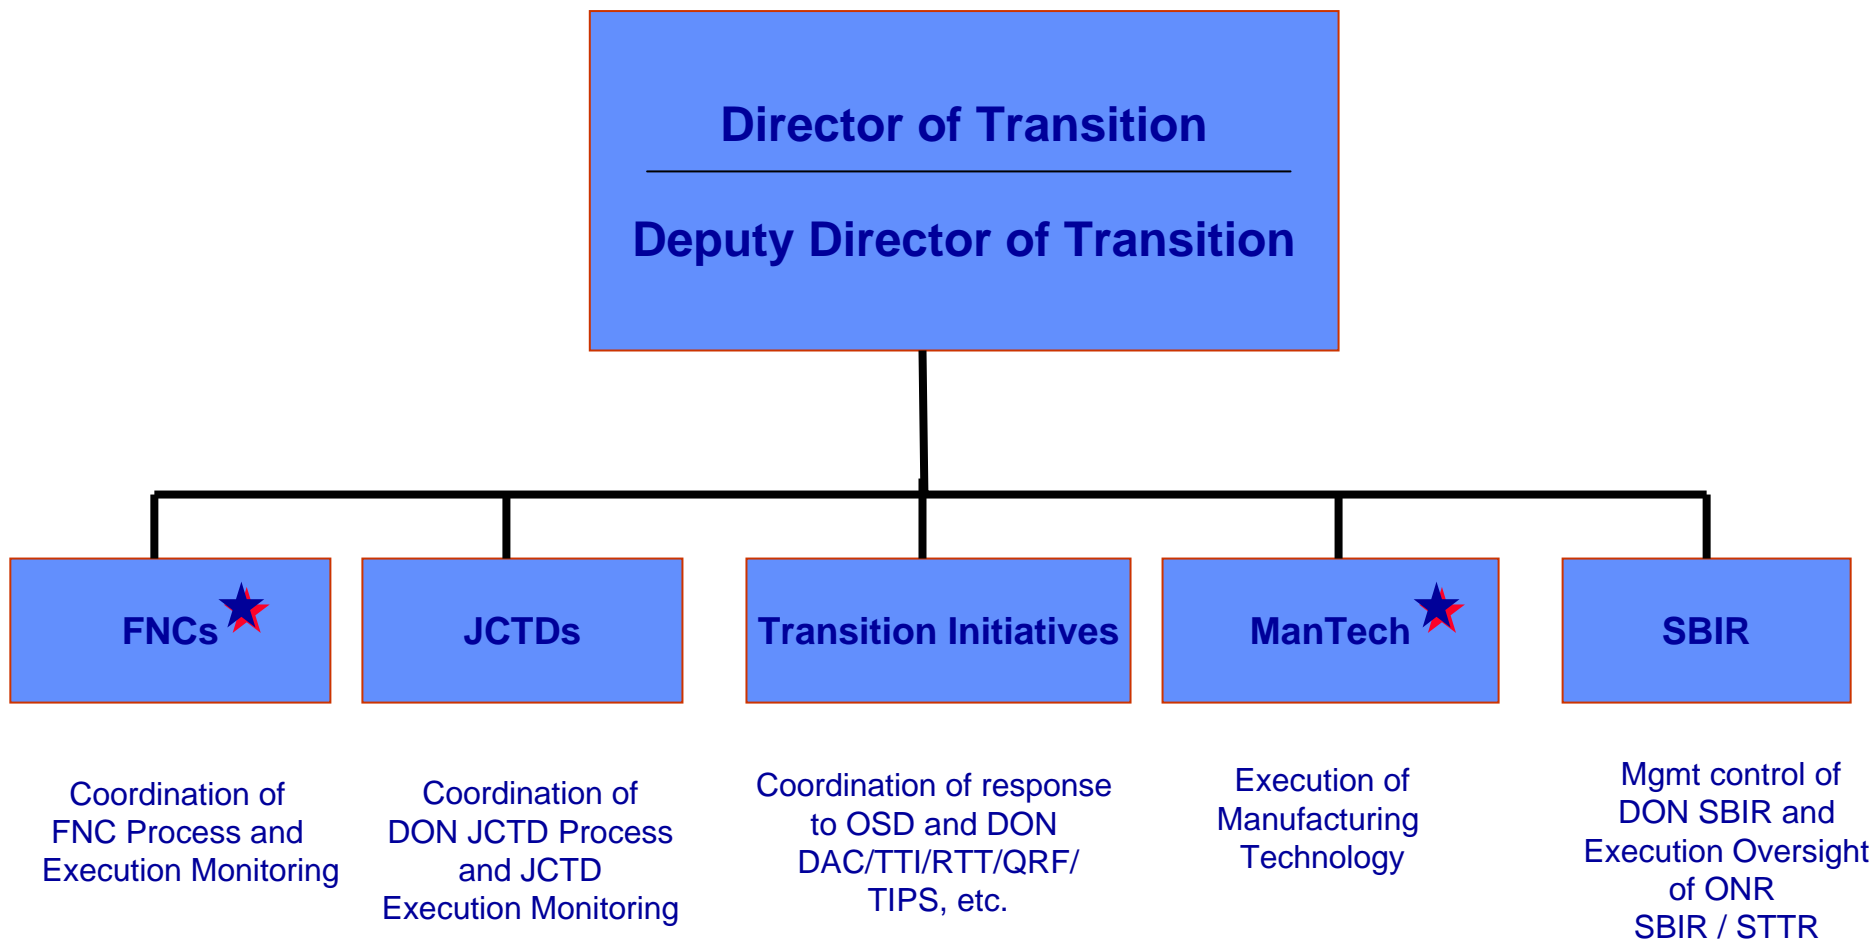 Director of Transition
Deputy Director of Transition
FNCs
JCTDs
Transition Initiatives
ManTech
SBIR
Coordination of
FNC Process and
Execution Monitoring
Coordination of
DON JCTD Process
and JCTD
Execution Monitoring
Coordination of response
to OSD and DON
DAC/TTI/RTT/QRF/
TIPS, etc.
Execution of
Manufacturing
Technology
Mgmt control of
DON SBIR and
Execution Oversight
of ONR
SBIR / STTR